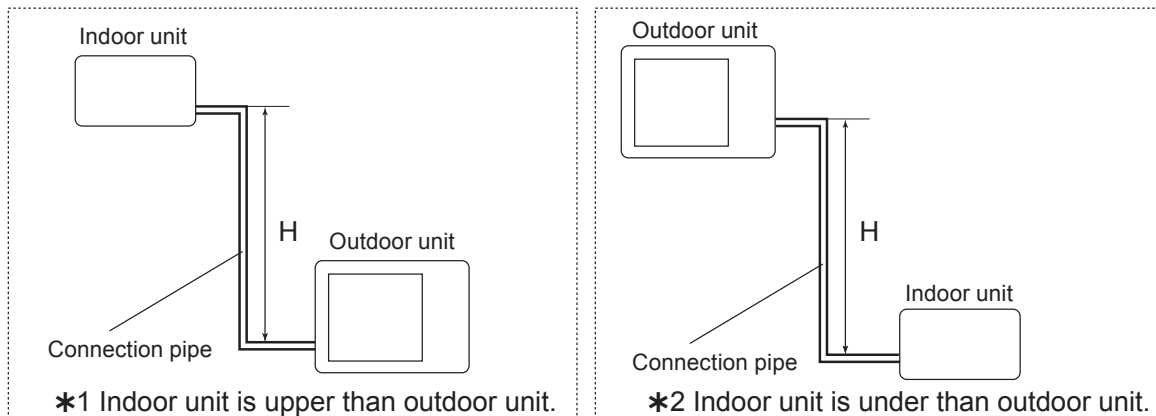 Indoor unit
H
Outdoor unit
Connection pipe
✱1 Indoor unit is upper than outdoor unit.
Outdoor unit
H
Indoor unit
Connection pipe
✱2 Indoor unit is under than outdoor unit.